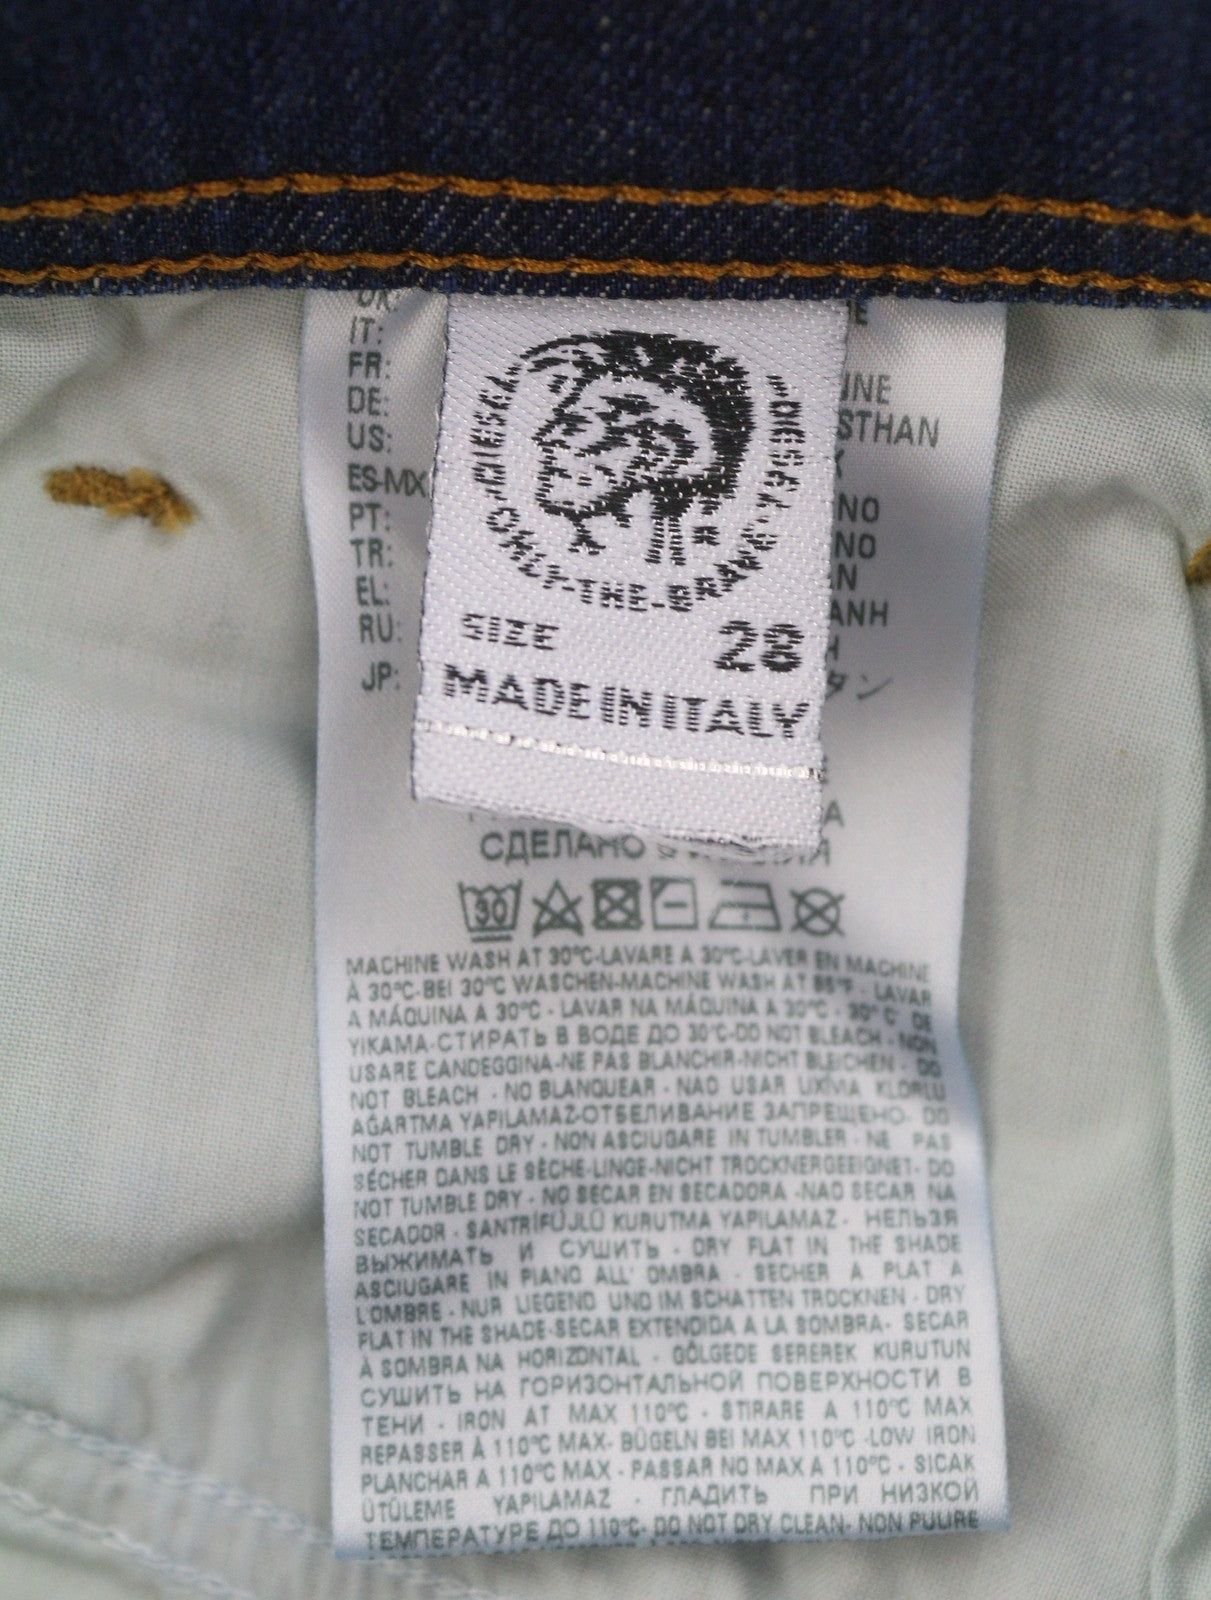 IT:
FR:
DE:
US:
ES-MX
PT:
TR:
EL:
RU:
JP:
NNE
STHAN
NO
NO
AN
ANH
タン
DIESEL
ONLY-THE-BRAVE
DIESEL
SIZE 28
MADE IN ITALY
A
СДЕЛАНО
30
MACHINE WASH AT 30°C-LAVARE A 30°C-LAVER EN MACHINE
À 30°C-BEI 30°C WASCHEN-MACHINE WASH AT 85°F - LAVAR
A MÁQUINA A 30°C - LAVAR NA MÁQUINA A 30°C - 30° C' DE
YIKAMA-СТИРАТЬ В ВОДЕ ДО 30°C-DO NOT BLEACH - NON
USARE CANDEGGINA-NE PAS BLANCHIR-NICHT BLEICHEN - DO
NOT BLEACH - NO BLANQUEAR - NAO USAR LIXÍVIA KLORLU
AĞARTMA YAPILAMAZ-ОТБЕЛИВАНИЕ ЗАПРЕЩЕНО- DO
NOT TUMBLE DRY - NON ASCIUGARE IN TUMBLER - NE PAS
SÉCHER DANS LE SÈCHE-LINGE-NICHT TROCKNERGEEIGNET- DO
NOT TUMBLE DRY - NO SECAR EN SECADORA -NAO SECAR NA
SECADOR - SANTRİFÜJLÜ KURUTMA YAPILAMAZ - НЕЛЬЗЯ
ВЫЖИМАТЬ И СУШИТЬ - DRY FLAT IN THE SHADE
ASCIUGARE IN PIANO ALL' OMBRA - SECHER A PLAT A
L'OMBRE - NUR LIEGEND UND IM SCHATTEN TROCKNEN - DRY
FLAT IN THE SHADE-SECAR EXTENDIDA A LA SOMBRA- SECAR
À SOMBRA NA HORIZONTAL - GÖLGEDE SEREREK KURUTUN
СУШИТЬ НА ГОРИЗОНТАЛЬНОЙ ПОВЕРХНОСТИ В
ТЕНИ - IRON AT MAX 110°C - STIRARE A 110°C MAX
REPASSER À 110°C MAX- BÜGELN BEI MAX 110°C -LOW IRON
PLANCHAR A 110°C MAX - PASSAR NO MAX A 110°C - SICAK
ÜTÜLEME YAPILAMAZ - ГЛАДИТЬ ПРИ НИЗКОЙ
ТЕМПЕРАТУРЕ ДО 110°C- DO NOT DRY CLEAN- NON PULIRE